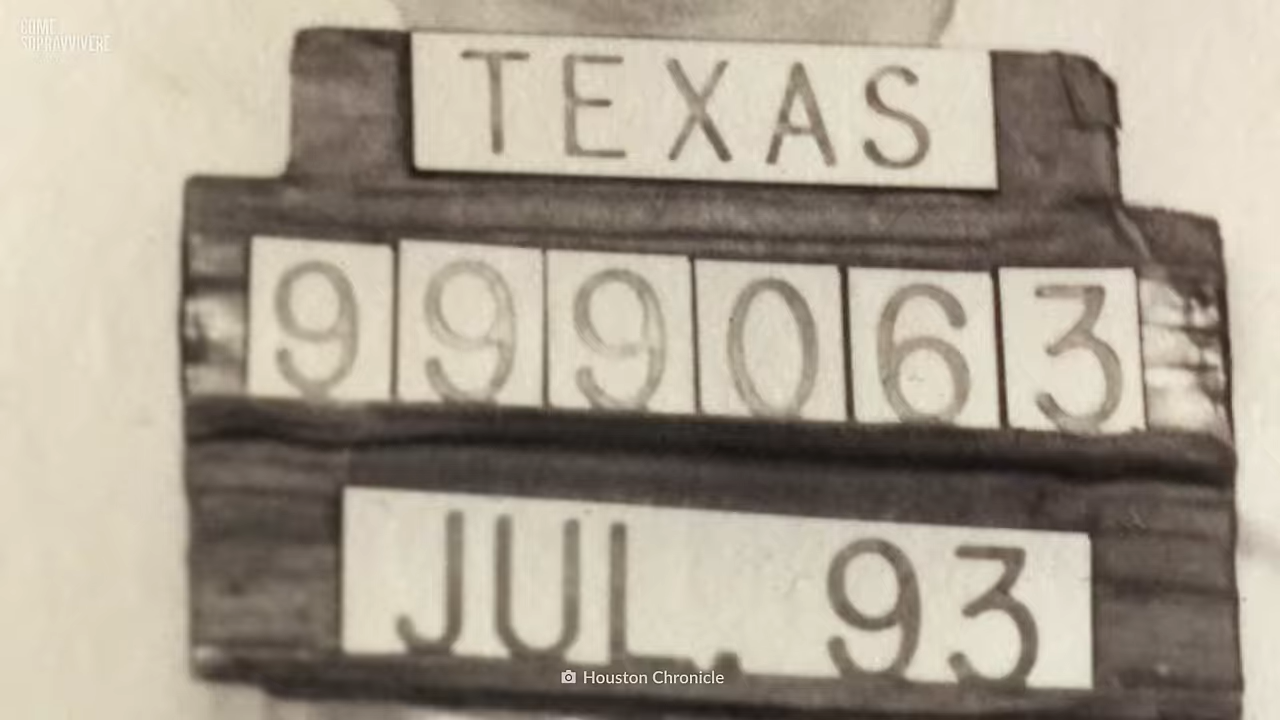 COME
SOPRAVVIVERE
TEXAS
999063
JUL. 93
Houston Chronicle